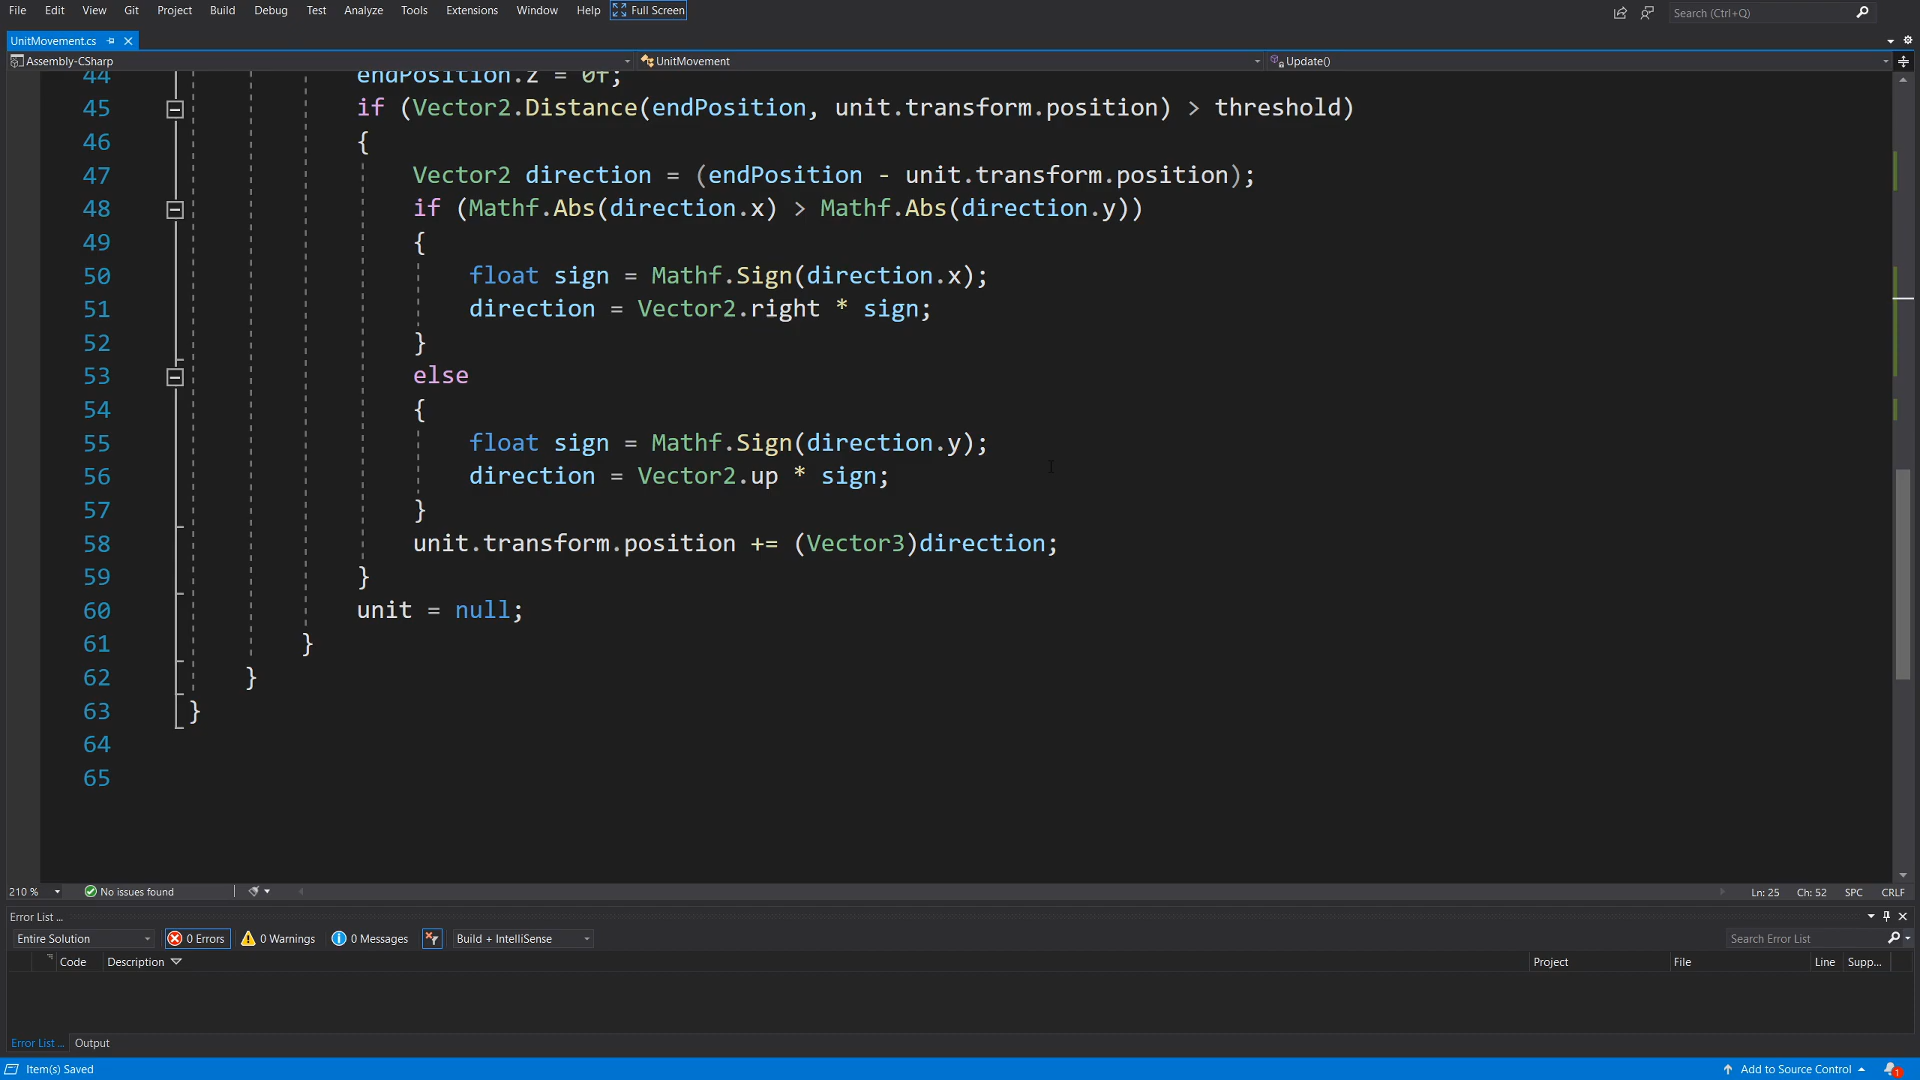 File Edit View Git Project Build Debug Test Analyze Tools Extensions Window Help Full Screen Search (Ctrl+Q)
UnitMovement.cs
Assembly-CSharp UnitMovement Update()
44 endPosition.z = 0f;
45 if (Vector2.Distance(endPosition, unit.transform.position) > threshold)
46 {
47 Vector2 direction = (endPosition - unit.transform.position);
48 if (Mathf.Abs(direction.x) > Mathf.Abs(direction.y))
49 {
50 float sign = Mathf.Sign(direction.x);
51 direction = Vector2.right * sign;
52 }
53 else
54 {
55 float sign = Mathf.Sign(direction.y);
56 direction = Vector2.up * sign;
57 }
58 unit.transform.position += (Vector3)direction;
59 }
60 unit = null;
61 }
62 }
63 }
64
65
210 % No issues found Ln: 25 Ch: 52 SPC CRLF
Error List ...
Entire Solution 0 Errors 0 Warnings 0 Messages Build + IntelliSense Search Error List
Code Description Project File Line Supp...
Error List ... Output
Item(s) Saved Add to Source Control 1